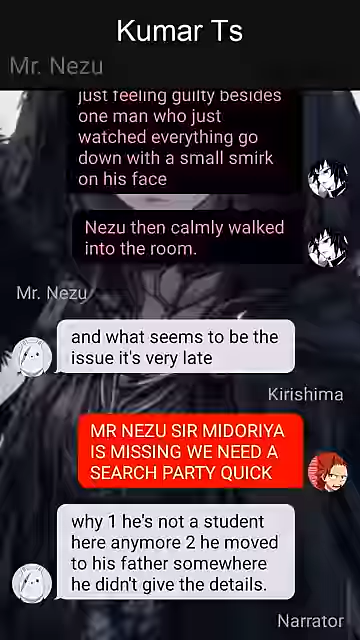 Kumar Ts
Mr. Nezu
just feeling guilty besides
one man who just
watched everything go
down with a small smirk
on his face
Nezu then calmly walked
into the room.
Mr. Nezu
and what seems to be the
issue it's very late
Kirishima
MR NEZU SIR MIDORIYA
IS MISSING WE NEED A
SEARCH PARTY QUICK
why 1 he's not a student
here anymore 2 he moved
to his father somewhere
he didn't give the details.
Narrator